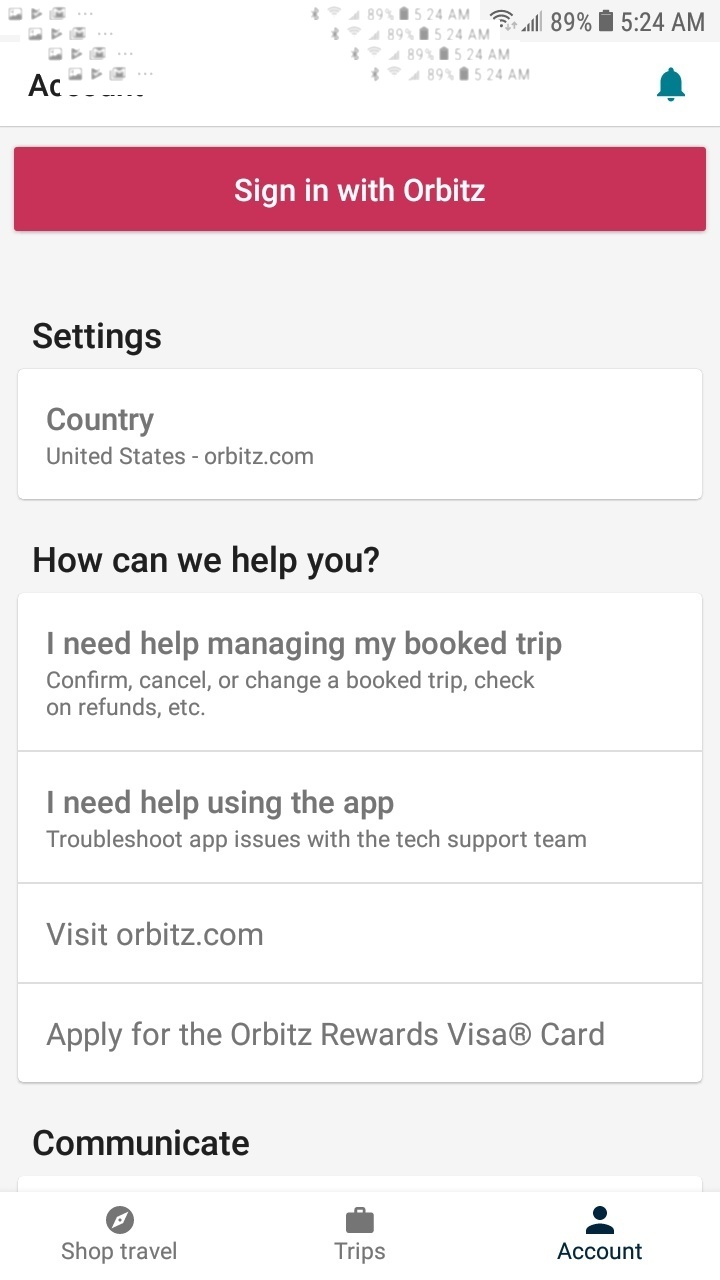 89% 5:24 AM
89% 5:24 AM
89% 5:24 AM
89% 5:24 AM
89% 5:24 AM
Account
Sign in with Orbitz
Settings
Country
United States - orbitz.com
How can we help you?
I need help managing my booked trip
Confirm, cancel, or change a booked trip, check
on refunds, etc.
I need help using the app
Troubleshoot app issues with the tech support team
Visit orbitz.com
Apply for the Orbitz Rewards Visa® Card
Communicate
Shop travel
Trips
Account